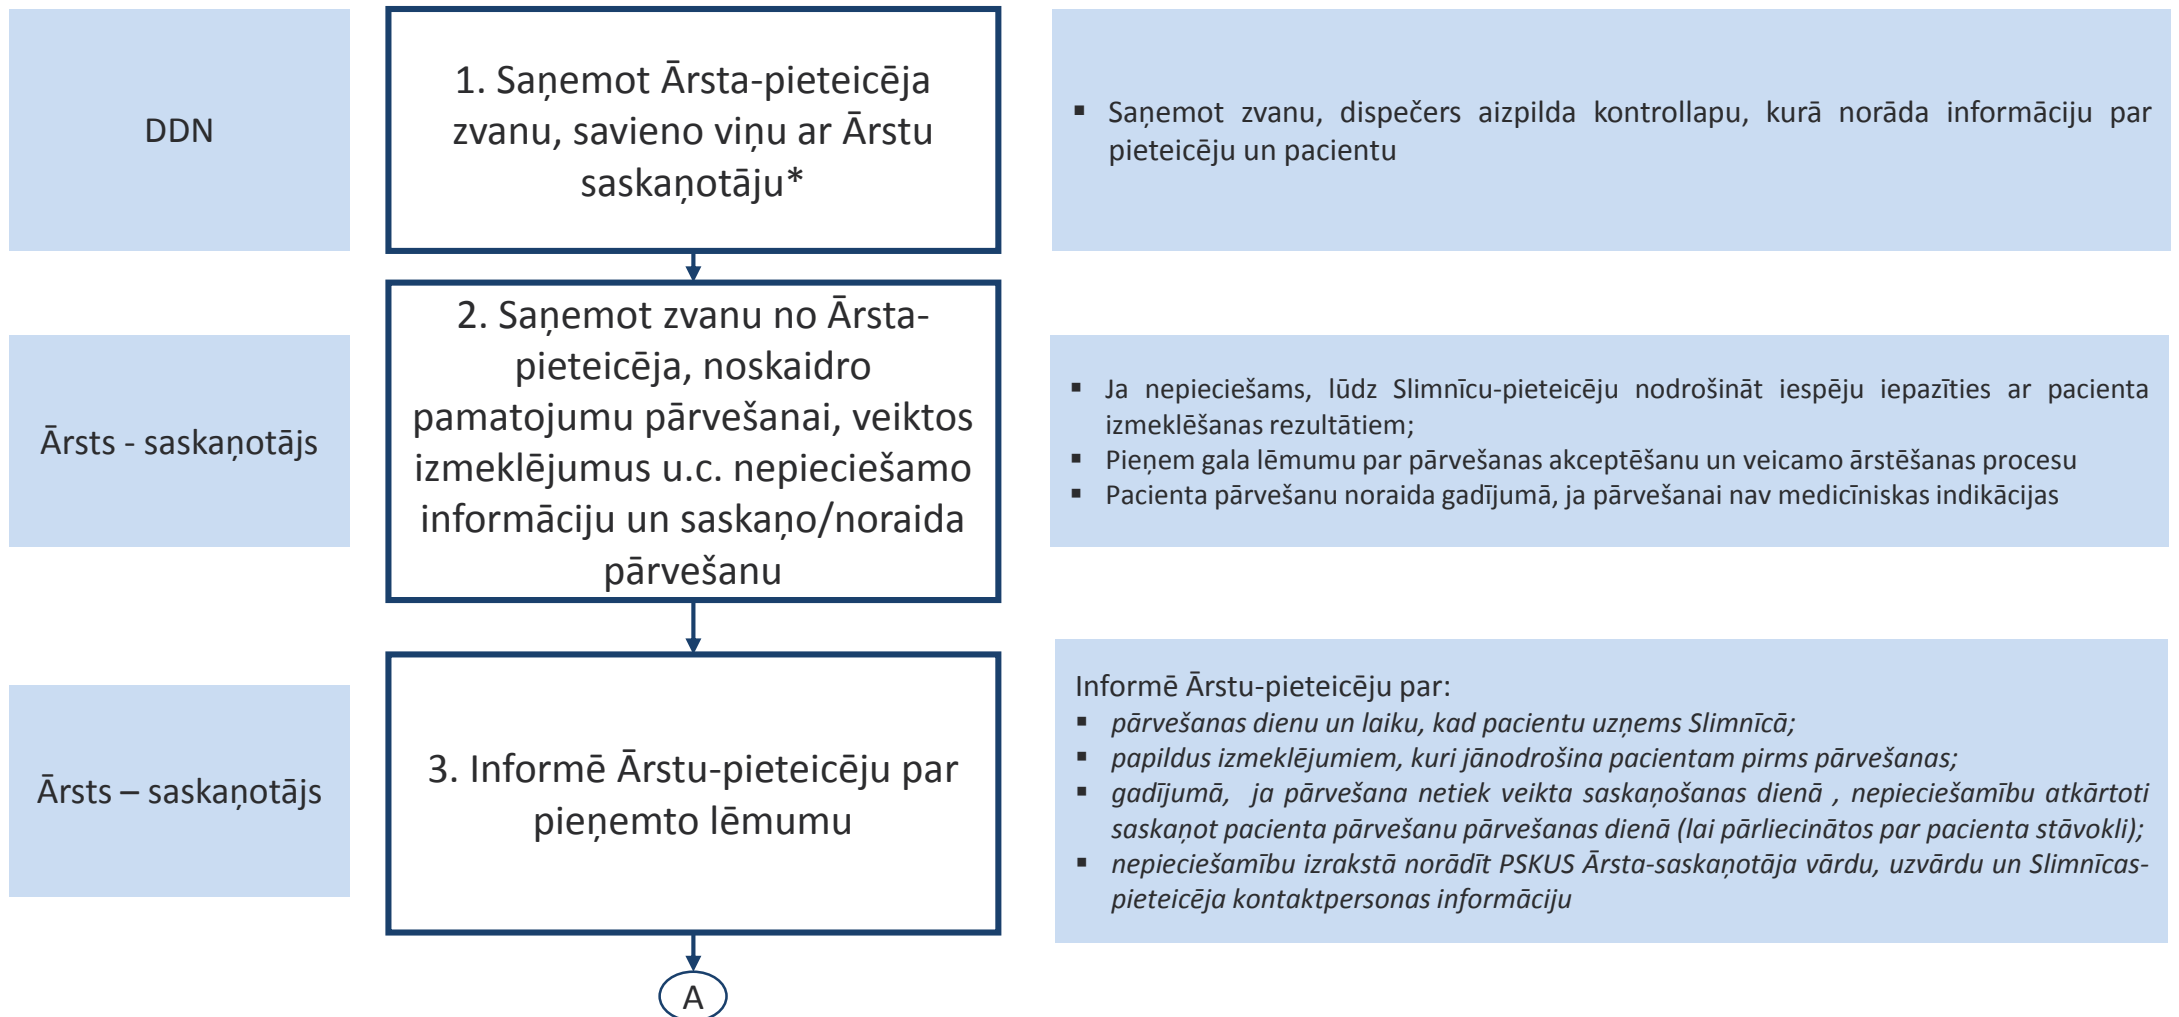 DDN
1. Saņemot Ārsta-pieteicēja
zvanu, savieno viņu ar Ārstu
saskaņotāju*
▪ Saņemot zvanu, dispečers aizpilda kontrollapu, kurā norāda informāciju par
pieteicēju un pacientu
Ārsts - saskaņotājs
2. Saņemot zvanu no Ārsta-
pieteicēja, noskaidro
pamatojumu pārvešanai, veiktos
izmeklējumus u.c. nepieciešamo
informāciju un saskaņo/noraida
pārvešanu
▪ Ja nepieciešams, lūdz Slimnīcu-pieteicēju nodrošināt iespēju iepazīties ar pacienta
izmeklēšanas rezultātiem;
▪ Pieņem gala lēmumu par pārvešanas akceptēšanu un veicamo ārstēšanas procesu
▪ Pacienta pārvešanu noraida gadījumā, ja pārvešanai nav medicīniskas indikācijas
Ārsts – saskaņotājs
3. Informē Ārstu-pieteicēju par
pieņemto lēmumu
Informē Ārstu-pieteicēju par:
▪ pārvešanas dienu un laiku, kad pacientu uzņems Slimnīcā;
▪ papildus izmeklējumiem, kuri jānodrošina pacientam pirms pārvešanas;
▪ gadījumā, ja pārvešana netiek veikta saskaņošanas dienā , nepieciešamību atkārtoti
saskaņot pacienta pārvešanu pārvešanas dienā (lai pārliecinātos par pacienta stāvokli);
▪ nepieciešamību izrakstā norādīt PSKUS Ārsta-saskaņotāja vārdu, uzvārdu un Slimnīcas-
pieteicēja kontaktpersonas informāciju
A